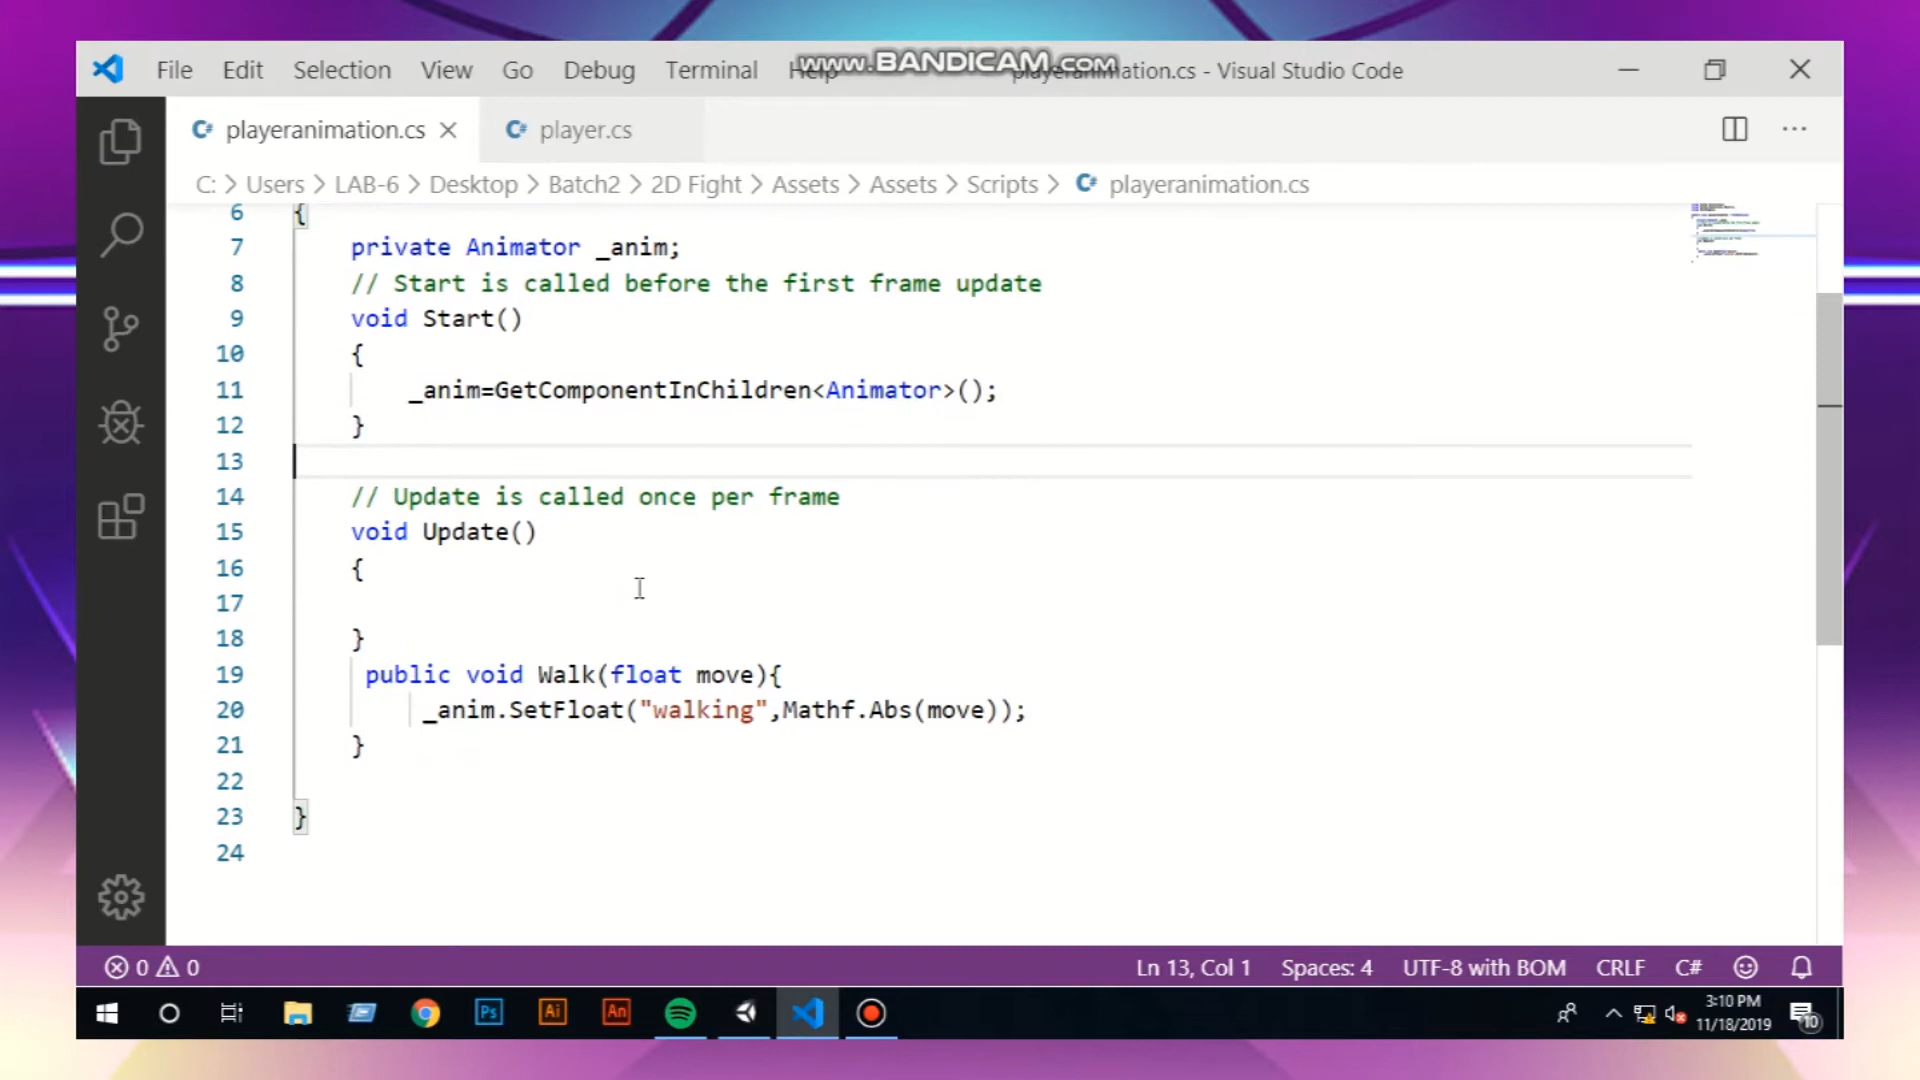 File Edit Selection View Go Debug Terminal Help playeranimation.cs - Visual Studio Code
www.BANDICAM.com
playeranimation.cs player.cs
C: > Users > LAB-6 > Desktop > Batch2 > 2D Fight > Assets > Assets > Scripts > playeranimation.cs
6 {
7 private Animator _anim;
8 // Start is called before the first frame update
9 void Start()
10 {
11 _anim=GetComponentInChildren<Animator>();
12 }
13
14 // Update is called once per frame
15 void Update()
16 {
17
18 }
19 public void Walk(float move){
20 _anim.SetFloat("walking",Mathf.Abs(move));
21 }
22
23 }
24
0 0 Ln 13, Col 1 Spaces: 4 UTF-8 with BOM CRLF C#
Ps Ai An
3:10 PM
11/18/2019
10